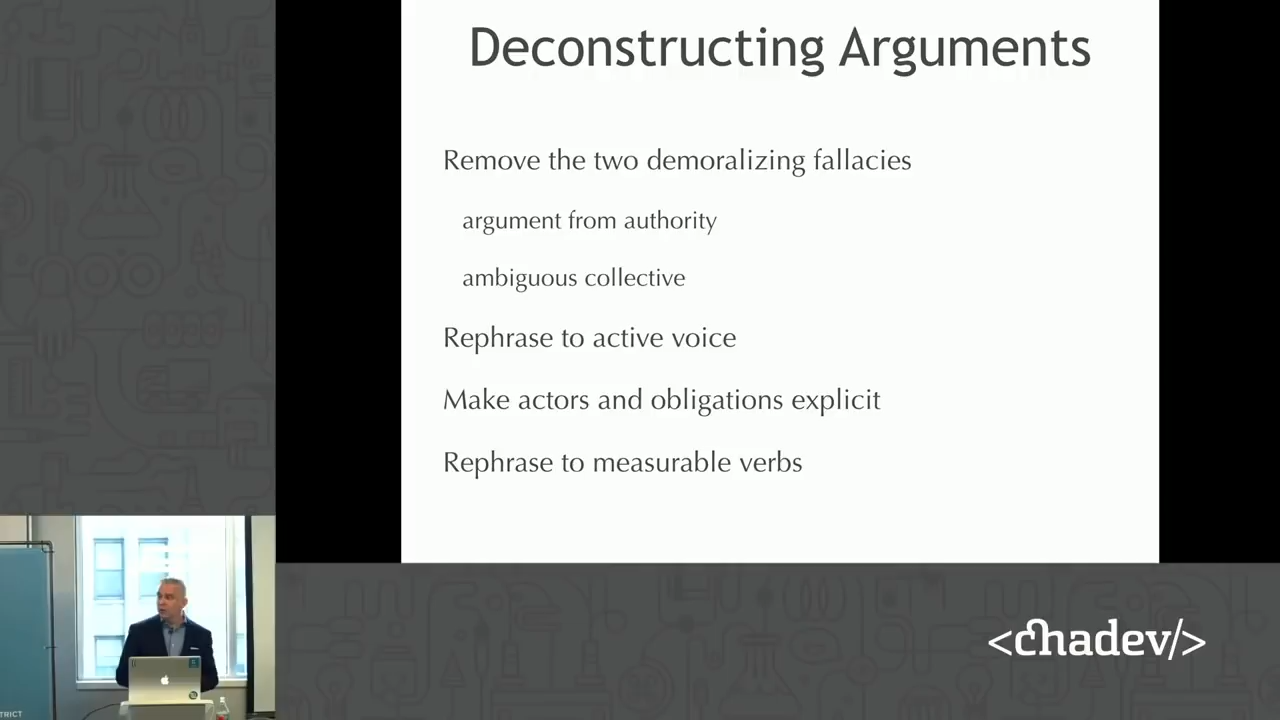 Deconstructing Arguments
Remove the two demoralizing fallacies
argument from authority
ambiguous collective
Rephrase to active voice
Make actors and obligations explicit
Rephrase to measurable verbs
<chadev/>
TRICT